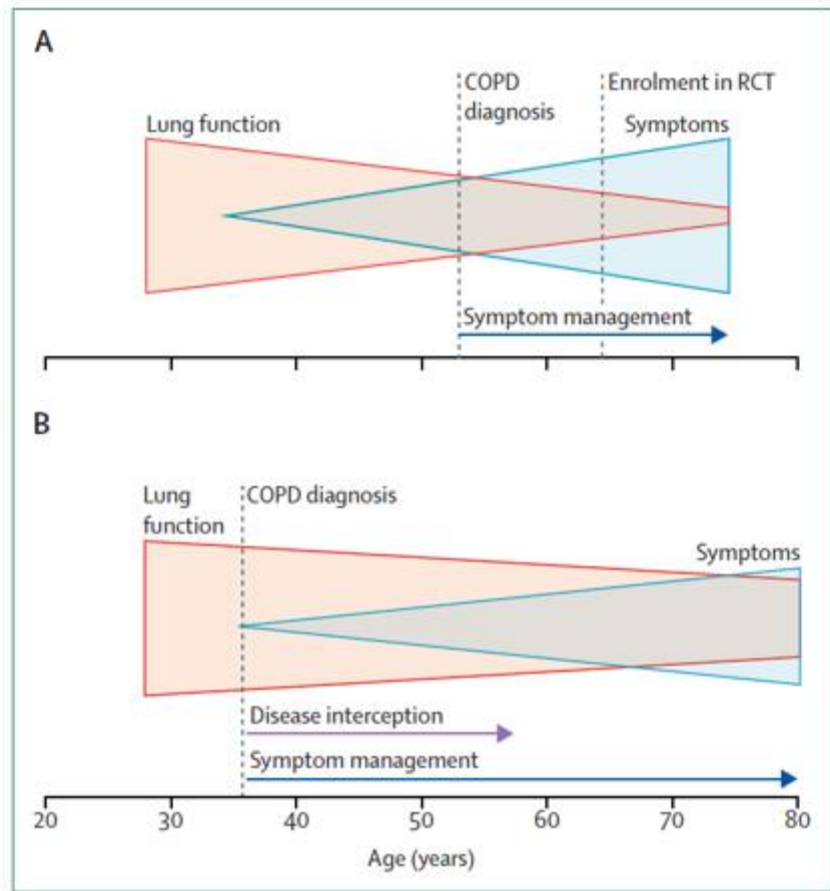 A
COPD
diagnosis
Enrolment in RCT
Lung function
Symptoms
Symptom management
B
Lung
function
COPD diagnosis
Symptoms
Disease interception
Symptom management
20 30 40 50 60 70 80
Age (years)